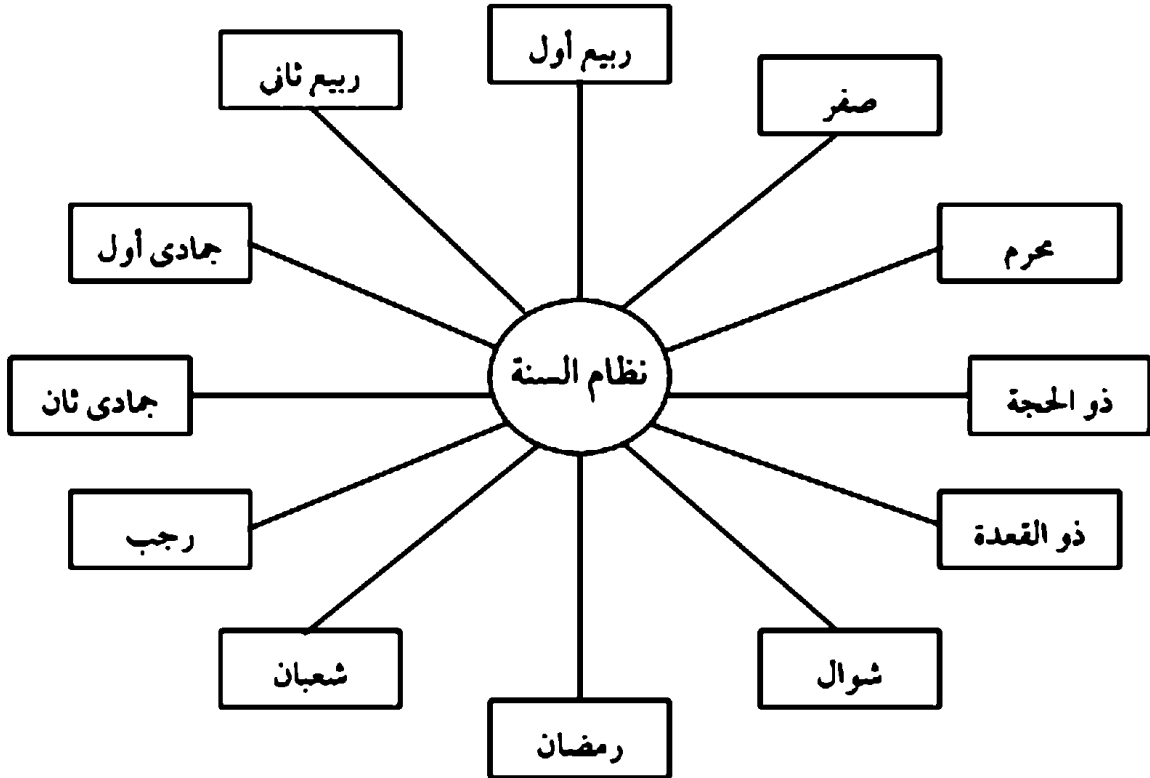 ربيع أول
ربيع ثاني
صفر
جمادى أول
محرم
نظام السنة
جمادى ثان
ذو الحجة
رجب
ذو القعدة
شعبان
شوال
رمضان